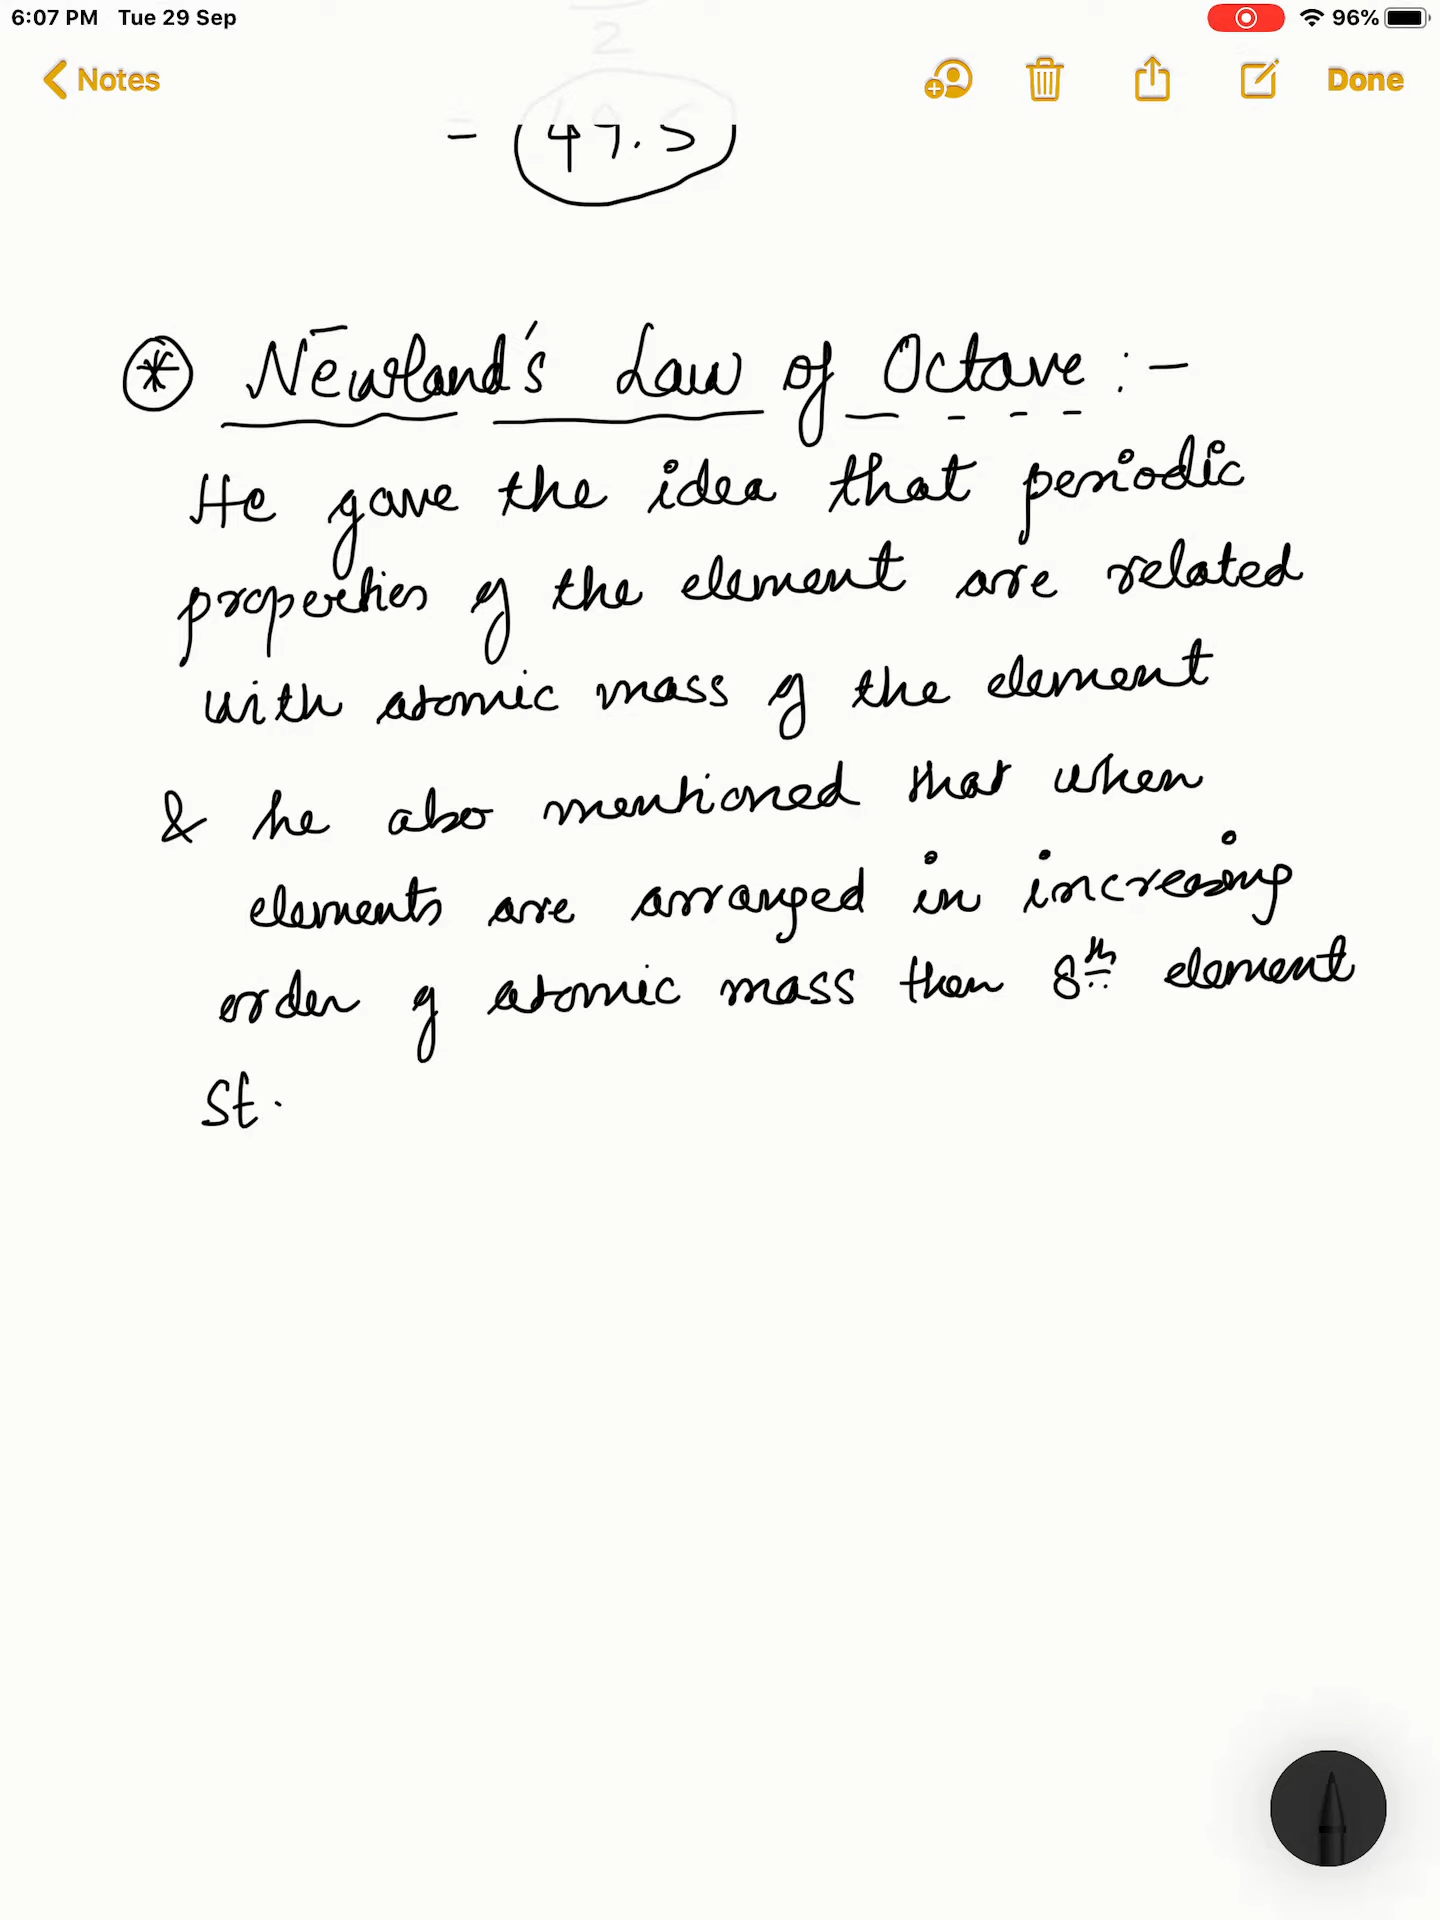 6:07 PM Tue 29 Sep 96%
Notes Done
2
= 47.5
* Newland's Law of Octave :-
He gave the idea that periodic
properties of the element are related
with atomic mass of the element
& he also mentioned that when
elements are arranged in increasing
order of atomic mass then 8th element
St.